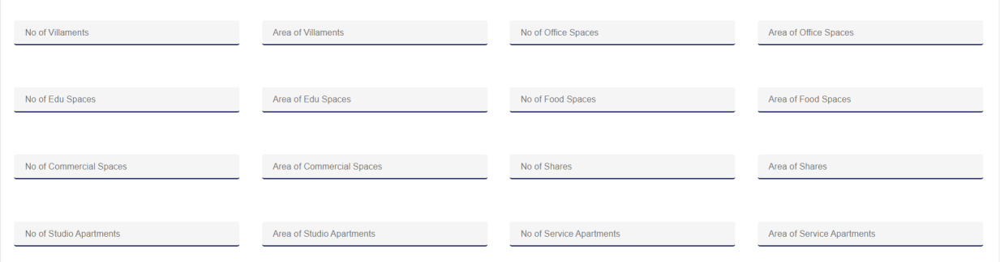 No of Villaments
Area of Villaments
No of Office Spaces
Area of Office Spaces
No of Edu Spaces
Area of Edu Spaces
No of Food Spaces
Area of Food Spaces
No of Commercial Spaces
Area of Commercial Spaces
No of Shares
Area of Shares
No of Studio Apartments
Area of Studio Apartments
No of Service Apartments
Area of Service Apartments